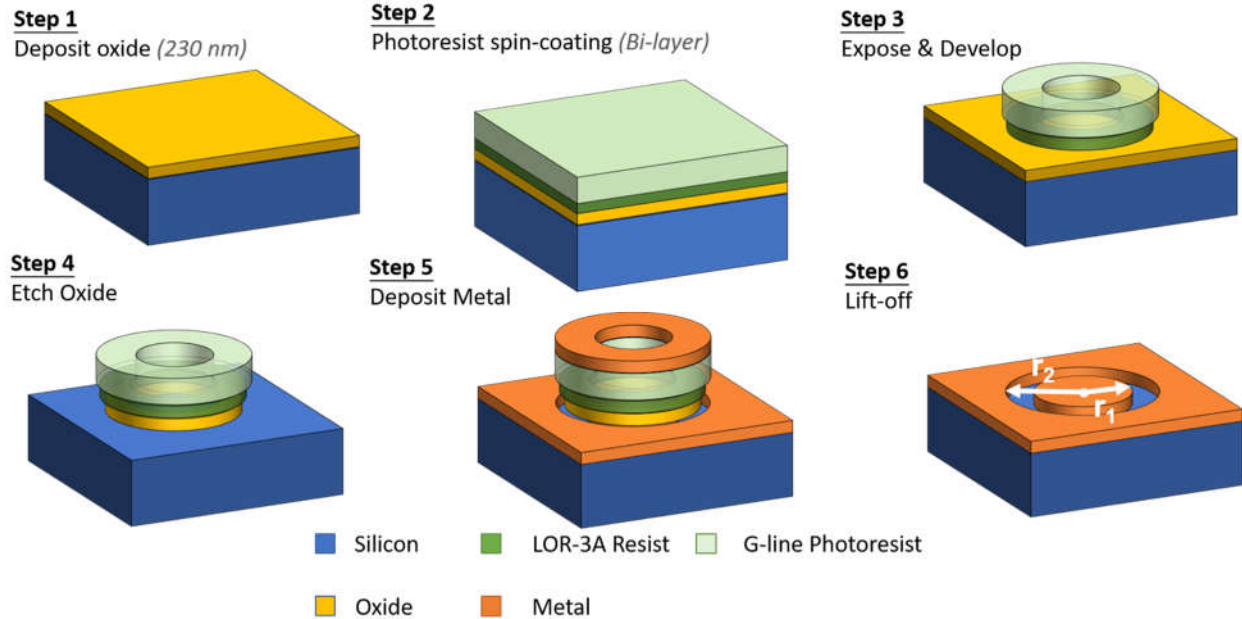 Step 1
Deposit oxide (230 nm)
Step 2
Photoresist spin-coating (Bi-layer)
Step 3
Expose & Develop
Step 4
Etch Oxide
Step 5
Deposit Metal
Step 6
Lift-off
r2
r1
Silicon
LOR-3A Resist
G-line Photoresist
Oxide
Metal